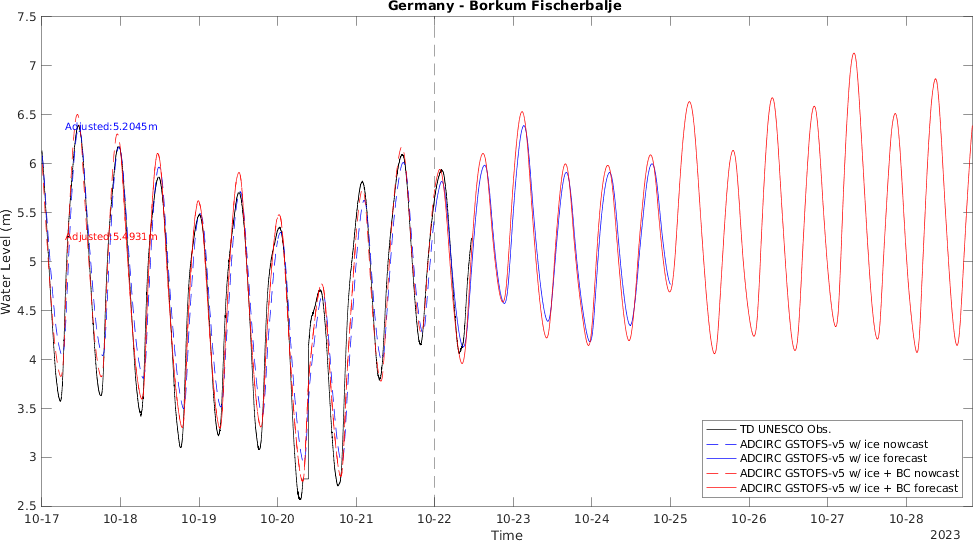 Germany - Borkum Fischerbalje
7.5
7
6.5
6
5.5
5
4.5
4
3.5
3
2.5
Water Level (m)
Adjusted:5.2045m
Adjusted:5.4931m
TD UNESCO Obs.
ADCIRC GSTOFS-v5 w/ ice nowcast
ADCIRC GSTOFS-v5 w/ ice forecast
ADCIRC GSTOFS-v5 w/ ice + BC nowcast
ADCIRC GSTOFS-v5 w/ ice + BC forecast
10-17 10-18 10-19 10-20 10-21 10-22 10-23 10-24 10-25 10-26 10-27 10-28
Time
2023